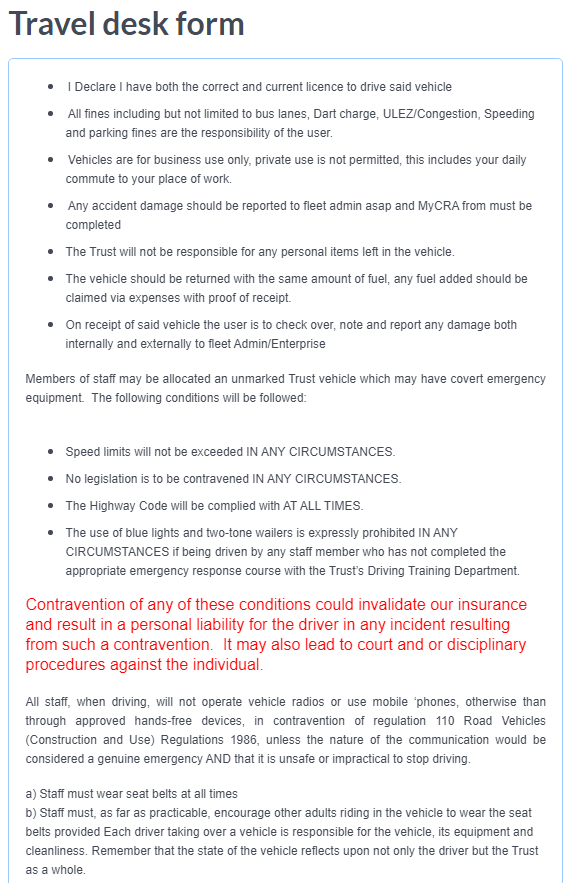 Travel desk form
• I Declare I have both the correct and current licence to drive said vehicle
• All fines including but not limited to bus lanes, Dart charge, ULEZ/Congestion, Speeding
and parking fines are the responsibility of the user.
• Vehicles are for business use only, private use is not permitted, this includes your daily
commute to your place of work.
• Any accident damage should be reported to fleet admin asap and MyCRA from must be
completed
• The Trust will not be responsible for any personal items left in the vehicle.
• The vehicle should be returned with the same amount of fuel, any fuel added should be
claimed via expenses with proof of receipt.
• On receipt of said vehicle the user is to check over, note and report any damage both
internally and externally to fleet Admin/Enterprise
Members of staff may be allocated an unmarked Trust vehicle which may have covert emergency
equipment. The following conditions will be followed:
• Speed limits will not be exceeded IN ANY CIRCUMSTANCES.
• No legislation is to be contravened IN ANY CIRCUMSTANCES.
• The Highway Code will be complied with AT ALL TIMES.
• The use of blue lights and two-tone wailers is expressly prohibited IN ANY
CIRCUMSTANCES if being driven by any staff member who has not completed the
appropriate emergency response course with the Trust's Driving Training Department.
Contravention of any of these conditions could invalidate our insurance
and result in a personal liability for the driver in any incident resulting
from such a contravention. It may also lead to court and or disciplinary
procedures against the individual.
All staff, when driving, will not operate vehicle radios or use mobile 'phones, otherwise than
through approved hands-free devices, in contravention of regulation 110 Road Vehicles
(Construction and Use) Regulations 1986, unless the nature of the communication would be
considered a genuine emergency AND that it is unsafe or impractical to stop driving.
a) Staff must wear seat belts at all times
b) Staff must, as far as practicable, encourage other adults riding in the vehicle to wear the seat
belts provided Each driver taking over a vehicle is responsible for the vehicle, its equipment and
cleanliness. Remember that the state of the vehicle reflects upon not only the driver but the Trust
as a whole.